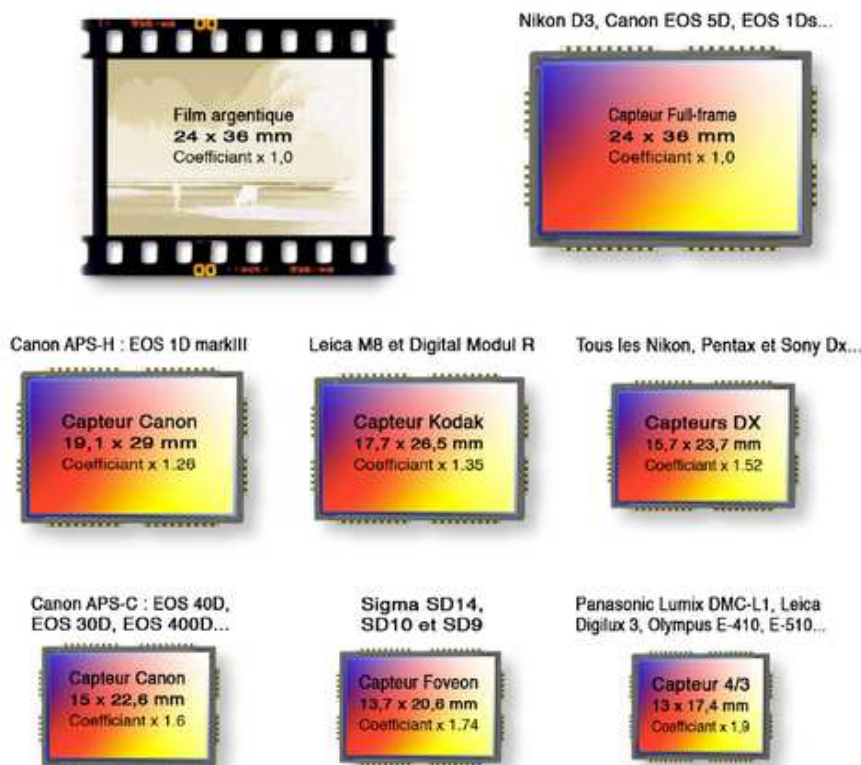 Nikon D3, Canon EOS 5D, EOS 1Ds...
Film argentique
24 x 36 mm
Coefficiant x 1,0
Capteur Full-frame
24 x 36 mm
Coefficiant x 1,0
Canon APS-H : EOS 1D markIII
Leica M8 et Digital Modul R
Tous les Nikon, Pentax et Sony Dx...
Capteur Canon
19,1 x 29 mm
Coefficiant x 1.26
Capteur Kodak
17,7 x 26,5 mm
Coefficiant x 1.35
Capteurs DX
15,7 x 23,7 mm
Coefficiant x 1.52
Canon APS-C : EOS 40D,
EOS 30D, EOS 400D...
Sigma SD14,
SD10 et SD9
Panasonic Lumix DMC-L1, Leica
Digilux 3, Olympus E-410, E-510...
Capteur Canon
15 x 22,6 mm
Coefficiant x 1.6
Capteur Foveon
13,7 x 20,6 mm
Coefficiant x 1.74
Capteur 4/3
13 x 17,4 mm
Coefficiant x 1,9